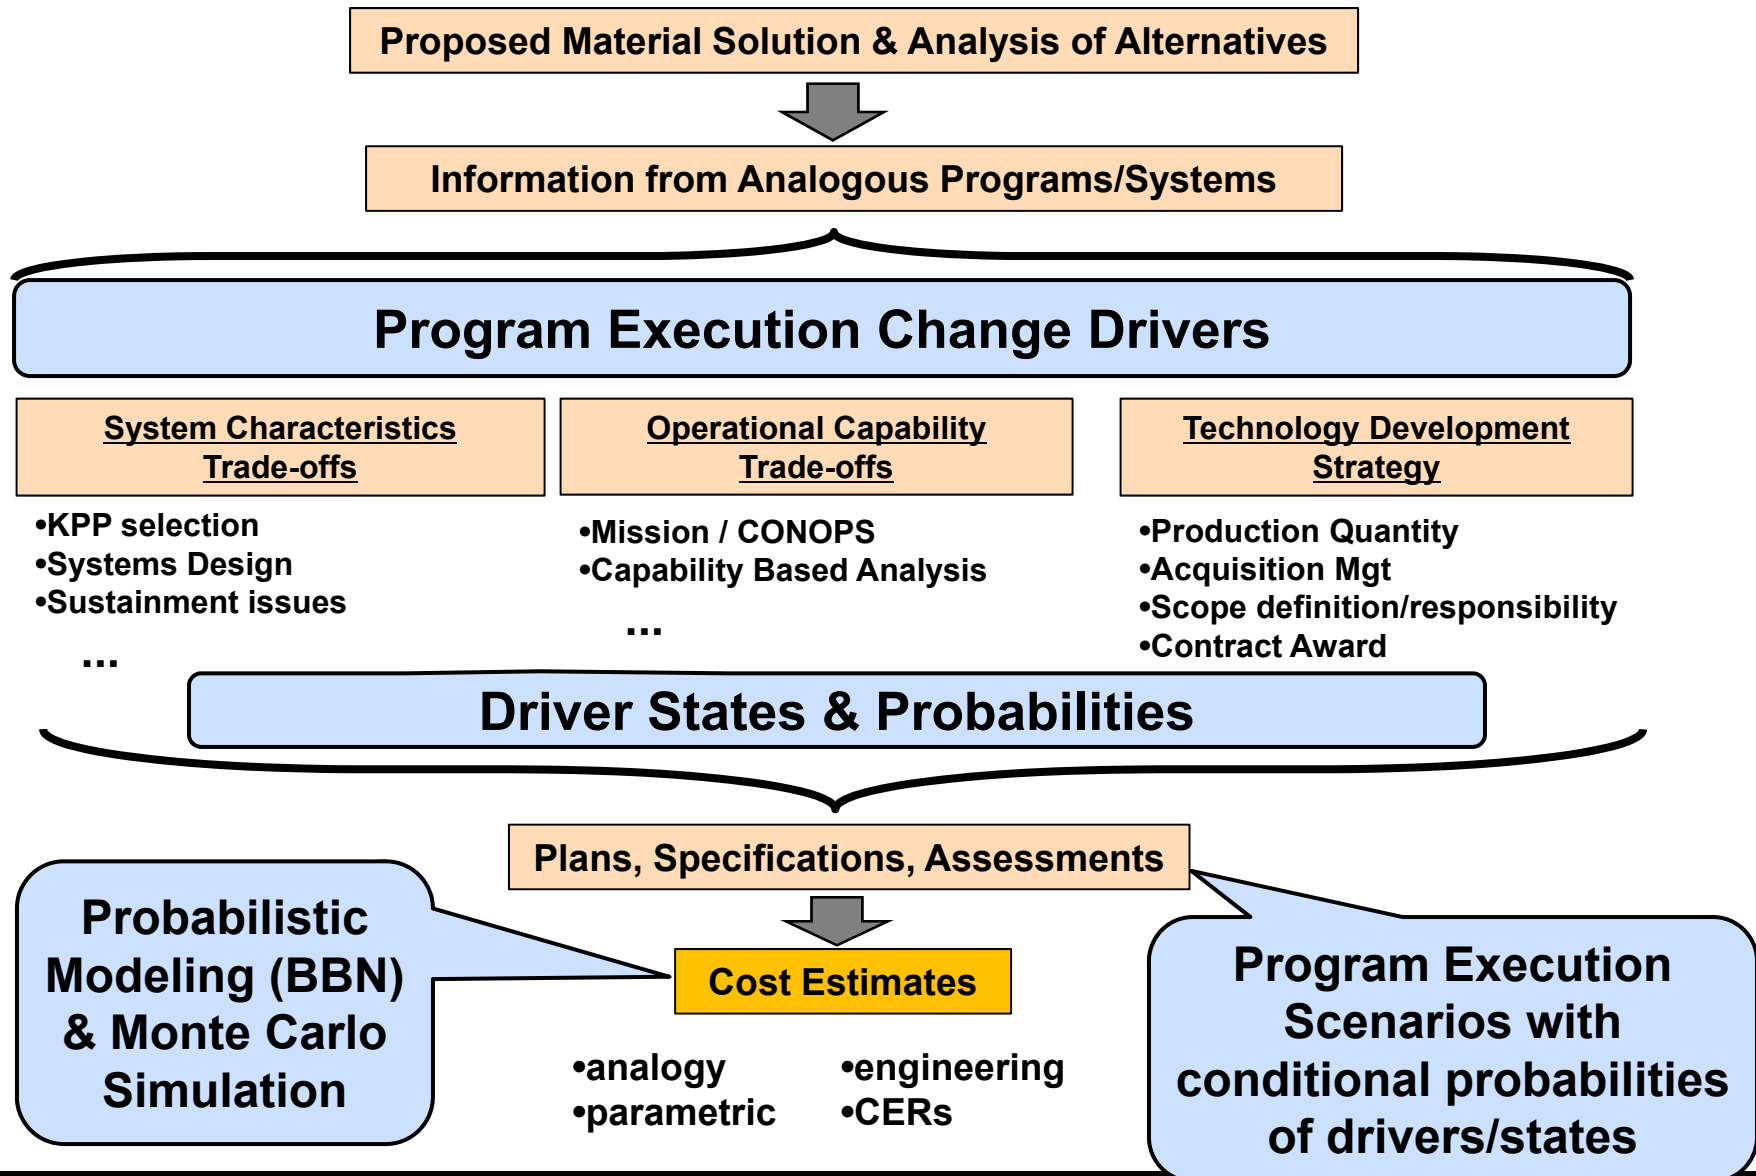 Proposed Material Solution & Analysis of Alternatives
Information from Analogous Programs/Systems
Program Execution Change Drivers
System Characteristics
Trade-offs
•KPP selection
•Systems Design
•Sustainment issues
...
Operational Capability
Trade-offs
•Mission / CONOPS
•Capability Based Analysis
...
Technology Development
Strategy
•Production Quantity
•Acquisition Mgt
•Scope definition/responsibility
•Contract Award
Driver States & Probabilities
Plans, Specifications, Assessments
Probabilistic
Modeling (BBN)
& Monte Carlo
Simulation
Cost Estimates
•analogy
•parametric
•engineering
•CERs
Program Execution
Scenarios with
conditional probabilities
of drivers/states